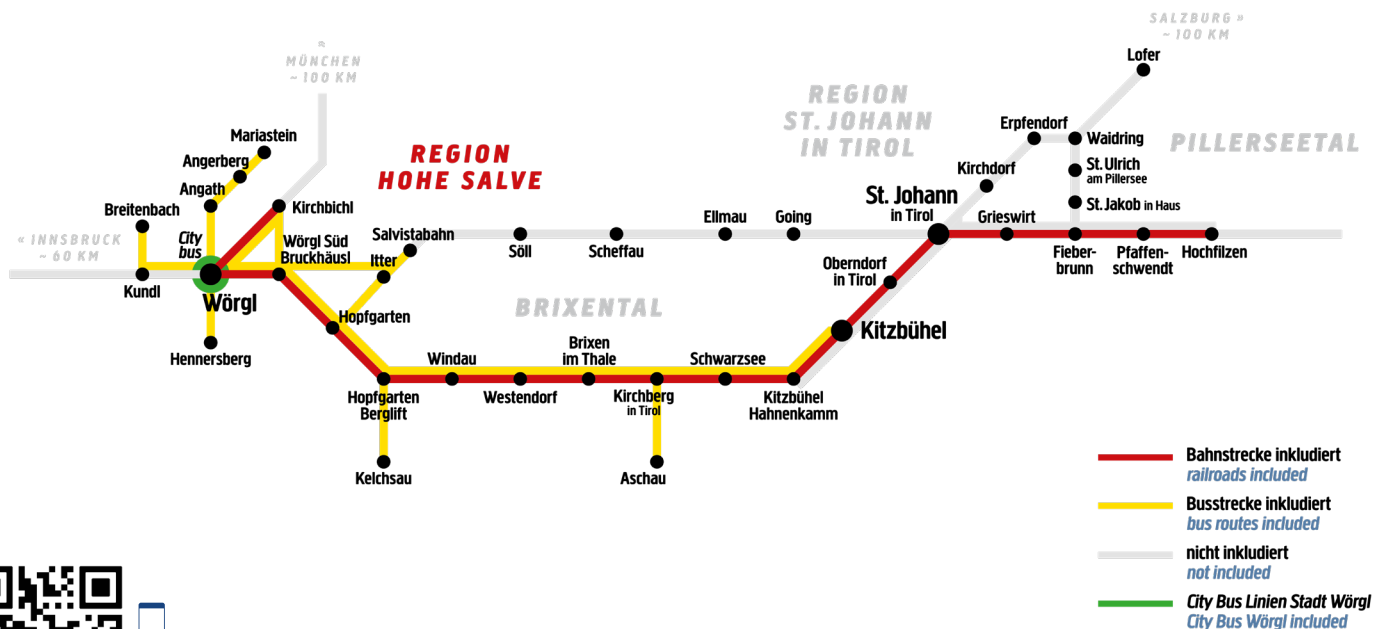 SALZBURG »
~ 100 KM
Lofer
«
MÜNCHEN
~ 100 KM
REGION
ST. JOHANN
IN TIROL
Erpfendorf
Waidring
PILLERSEETAL
Mariastein
Angerberg
REGION
HOHE SALVE
Kirchdorf
St. Ulrich
am Pillersee
Angath
Kirchbichl
St. Johann
in Tirol
St. Jakob in Haus
Breitenbach
Ellmau
Going
Grieswirt
« INNSBRUCK
~ 60 KM
City
bus
Wörgl Süd
Bruckhäusl
Salvistabahn
Itter
Söll
Scheffau
Oberndorf
in Tirol
Fieber-
brunn
Pfaffen-
schwendt
Hochfilzen
Kundl
Wörgl
Hopfgarten
BRIXENTAL
Kitzbühel
Hennersberg
Windau
Brixen
im Thale
Schwarzsee
Hopfgarten
Berglift
Westendorf
Kirchberg
in Tirol
Kitzbühel
Hahnenkamm
Kelchsau
Aschau
Bahnstrecke inkludiert
railroads included
Busstrecke inkludiert
bus routes included
nicht inkludiert
not included
City Bus Linien Stadt Wörgl
City Bus Wörgl included